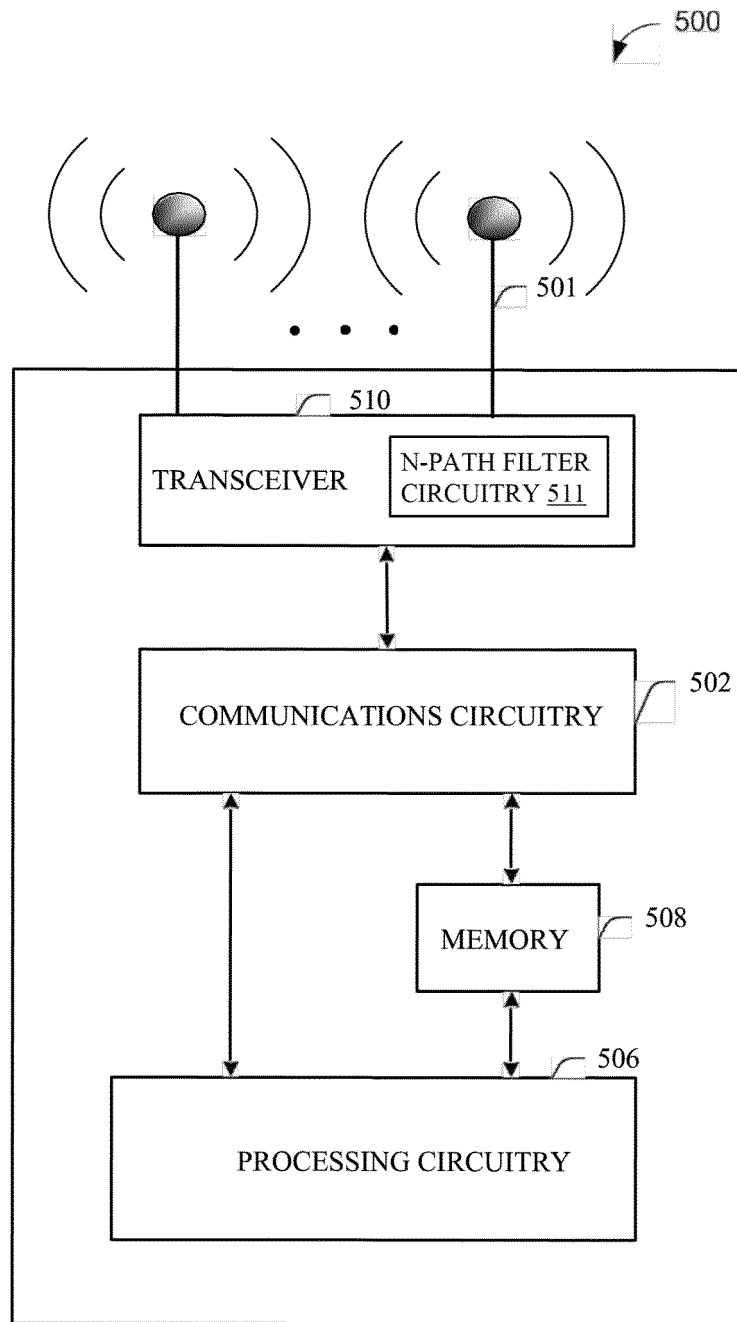 500
501
510
TRANSCEIVER
N-PATH FILTER
CIRCUITRY 511
502
COMMUNICATIONS CIRCUITRY
508
MEMORY
506
PROCESSING CIRCUITRY